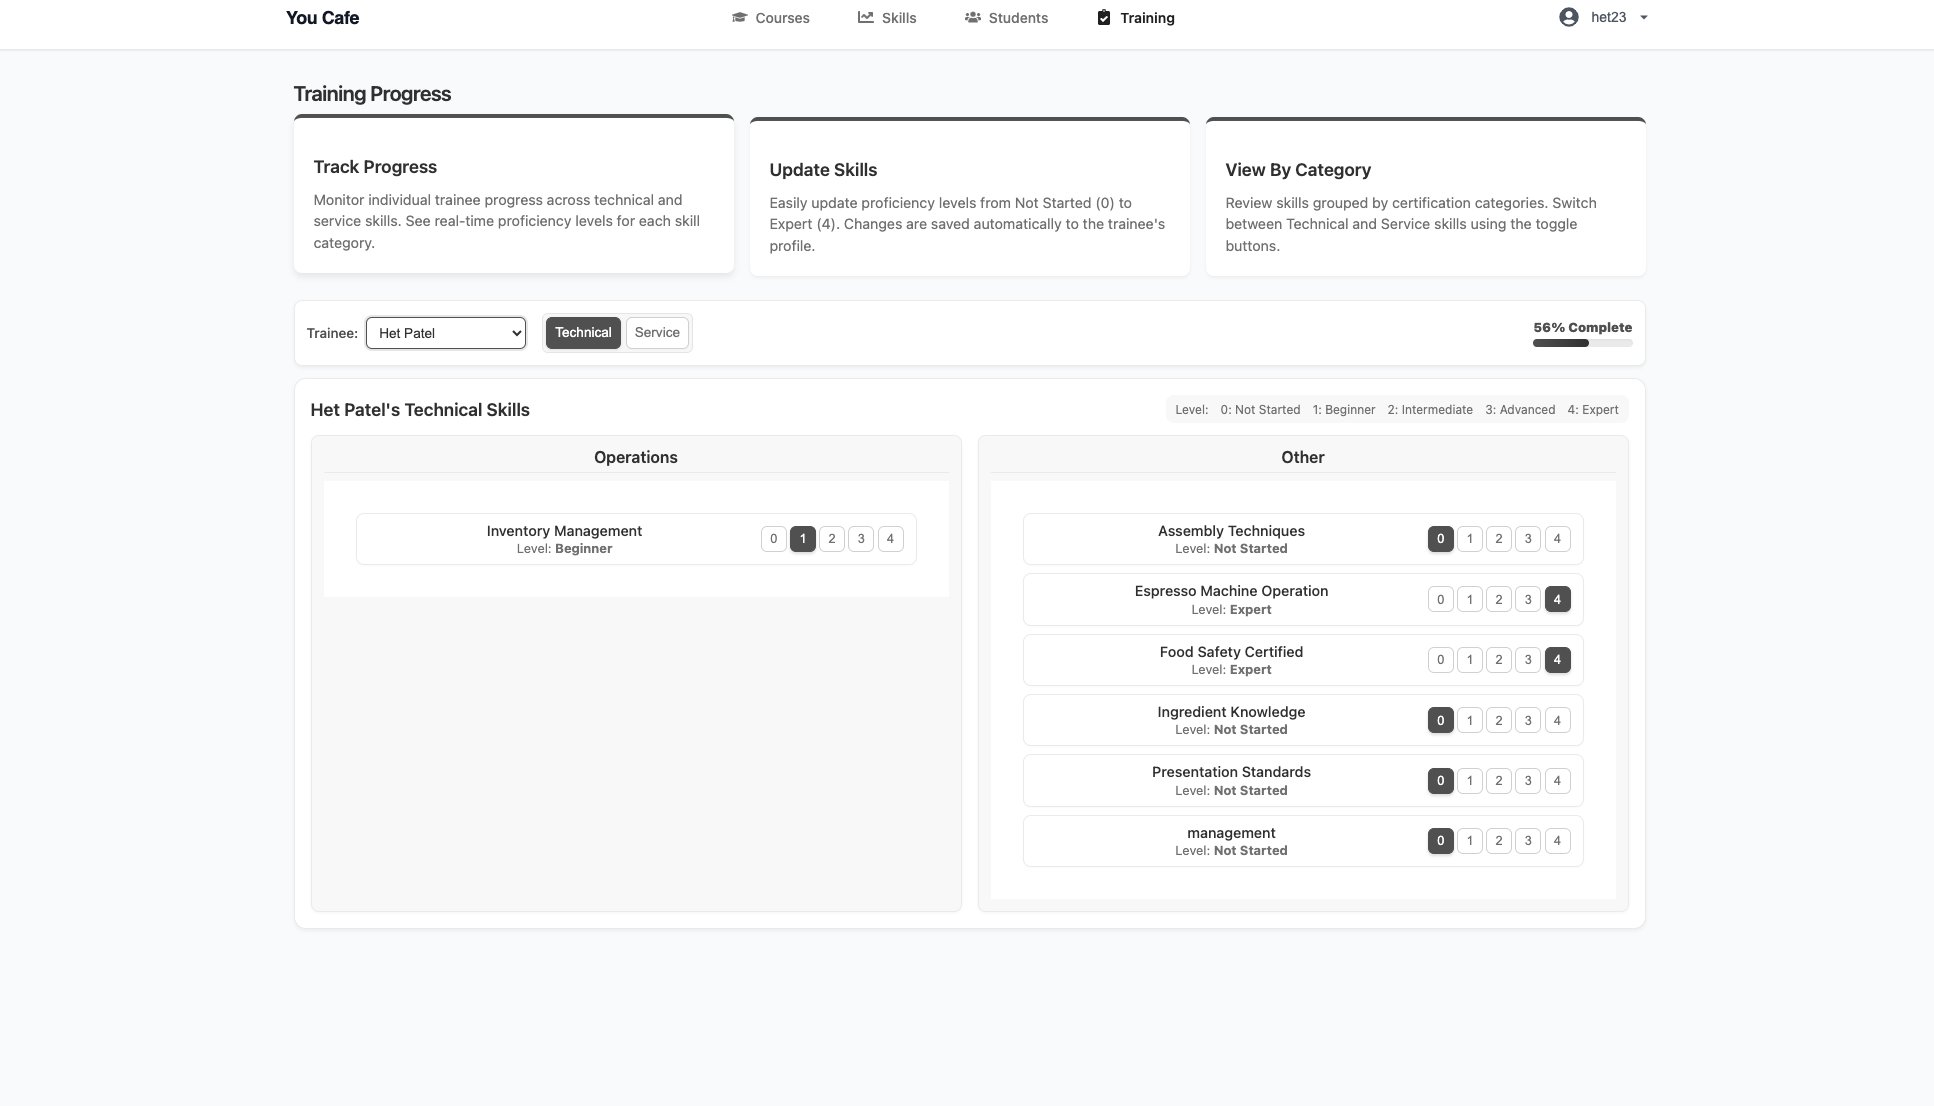 You Cafe
Courses
Skills
Students
Training
het23
Training Progress
Track Progress
Monitor individual trainee progress across technical and
service skills. See real-time proficiency levels for each skill
category.
Update Skills
Easily update proficiency levels from Not Started (0) to
Expert (4). Changes are saved automatically to the trainee's
profile.
View By Category
Review skills grouped by certification categories. Switch
between Technical and Service skills using the toggle
buttons.
Trainee: Het Patel
Technical Service
56% Complete
Het Patel's Technical Skills
Level: 0: Not Started 1: Beginner 2: Intermediate 3: Advanced 4: Expert
Operations
Inventory Management
Level: Beginner
0 1 2 3 4
Other
Assembly Techniques
Level: Not Started
0 1 2 3 4
Espresso Machine Operation
Level: Expert
0 1 2 3 4
Food Safety Certified
Level: Expert
0 1 2 3 4
Ingredient Knowledge
Level: Not Started
0 1 2 3 4
Presentation Standards
Level: Not Started
0 1 2 3 4
management
Level: Not Started
0 1 2 3 4